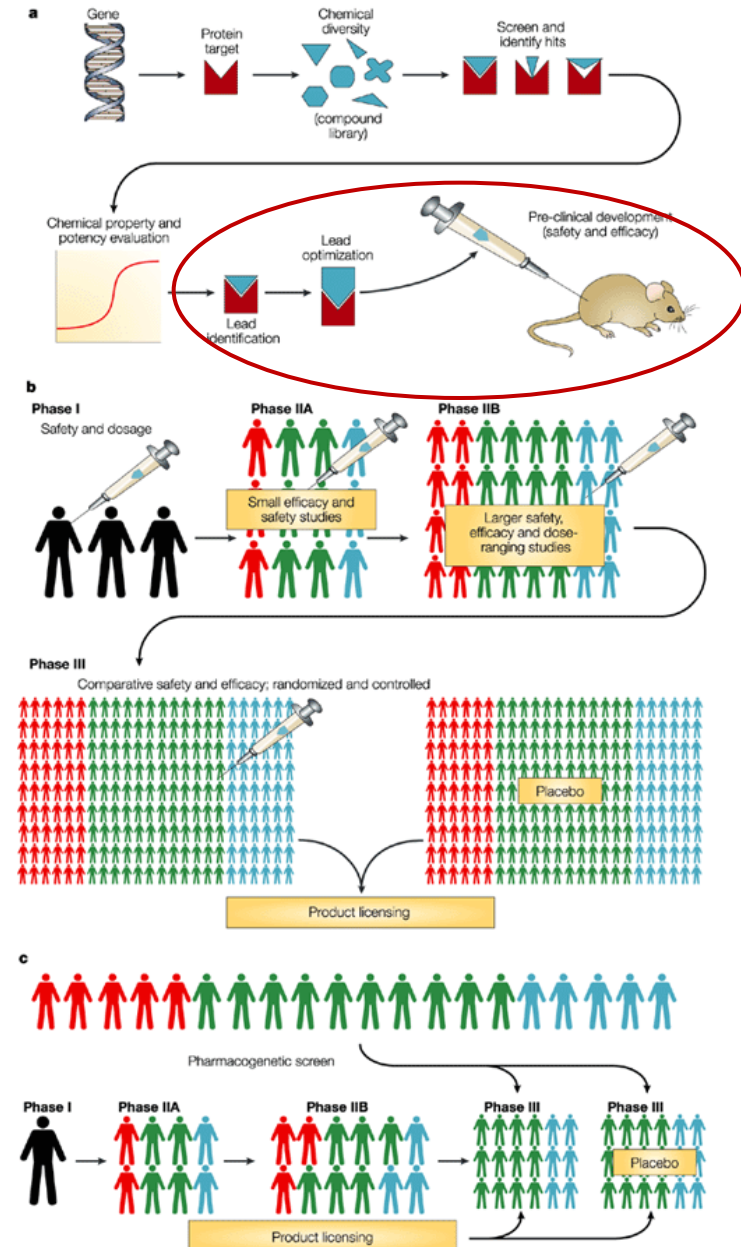 a
Gene
Protein
target
Chemical
diversity
(compound
library)
Screen and
identify hits
Chemical property and
potency evaluation
Lead
identification
Lead
optimization
Pre-clinical development
(safety and efficacy)
b
Phase I
Safety and dosage
Phase IIA
Small efficacy and
safety studies
Phase IIB
Larger safety,
efficacy and dose-
ranging studies
Phase III
Comparative safety and efficacy; randomized and controlled
Placebo
Product licensing
c
Pharmacogenetic screen
Phase I
Phase IIA
Phase IIB
Phase III
Phase III
Placebo
Product licensing